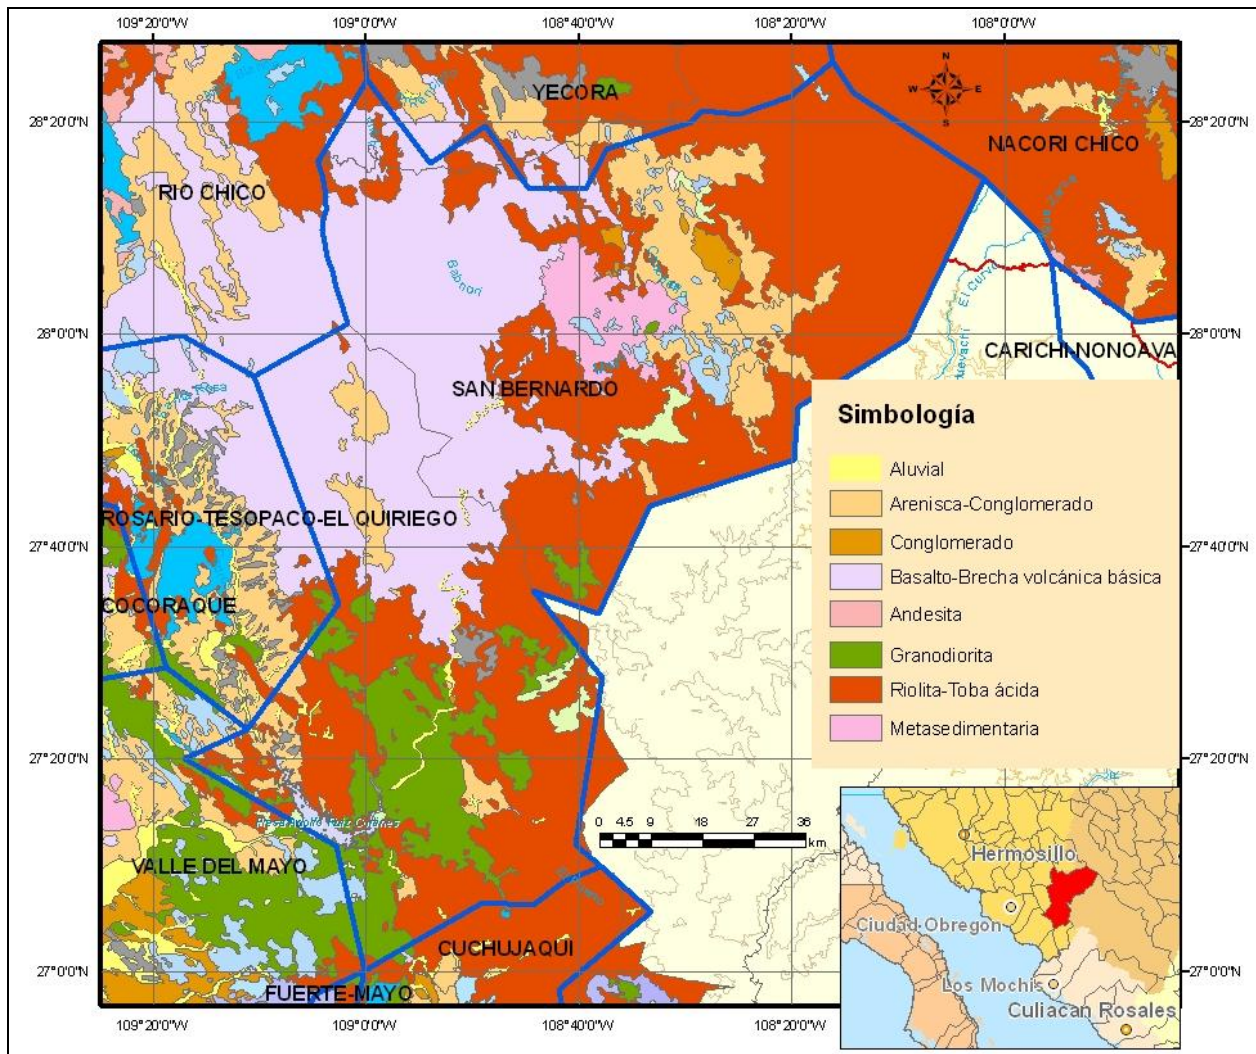 109°20'0"W 109°0'0"W 108°40'0"W 108°20'0"W 108°0'0"W
N
W E
S
YECORA
28°20'0"N 28°20'0"N
NACORI CHICO
RIO CHICO
Babnori
El Curvo
28°0'0"N 28°0'0"N
CARICHI-NONOAVA
SAN BERNARDO
Simbología
Aluvial
Arenisca-Conglomerado
Conglomerado
Basalto-Brecha volcánica básica
Andesita
Granodiorita
Riolita-Toba ácida
Metasedimentaria
ROSARIO-TESOPACO-EL QUIRIEGO
27°40'0"N 27°40'0"N
COCORAQUE
27°20'0"N 27°20'0"N
Presa Adolfo Ruiz Cortines
0 4.5 9 18 27 36
km
VALLE DEL MAYO
CUCHUJAQUI
27°0'0"N 27°0'0"N
FUERTE-MAYO
Hermosillo
Ciudad Obregón
Los Mochis
Culiacan Rosales
109°20'0"W 109°0'0"W 108°40'0"W 108°20'0"W